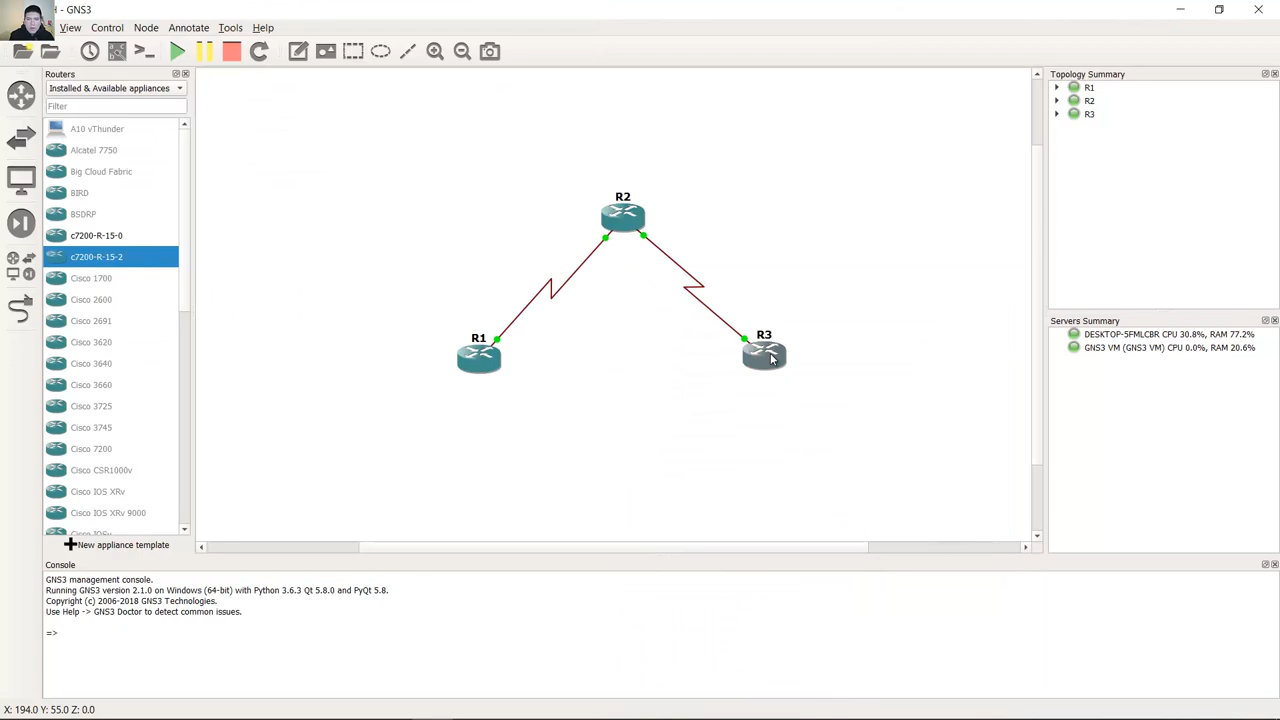 H - GNS3
View Control Node Annotate Tools Help
Routers
Installed & Available appliances
Filter
A10 vThunder
Alcatel 7750
Big Cloud Fabric
BIRD
BSDRP
c7200-R-15-0
c7200-R-15-2
Cisco 1700
Cisco 2600
Cisco 2691
Cisco 3620
Cisco 3640
Cisco 3660
Cisco 3725
Cisco 3745
Cisco 7200
Cisco CSR1000v
Cisco IOS XRv
Cisco IOS XRv 9000
Cisco IOSv
New appliance template
R2
R1
R3
Topology Summary
R1
R2
R3
Servers Summary
DESKTOP-5FMLCBR CPU 30.8%, RAM 77.2%
GNS3 VM (GNS3 VM) CPU 0.0%, RAM 20.6%
Console
GNS3 management console.
Running GNS3 version 2.1.0 on Windows (64-bit) with Python 3.6.3 Qt 5.8.0 and PyQt 5.8.
Copyright (c) 2006-2018 GNS3 Technologies.
Use Help -> GNS3 Doctor to detect common issues.
=>
X: 194.0 Y: 55.0 Z: 0.0